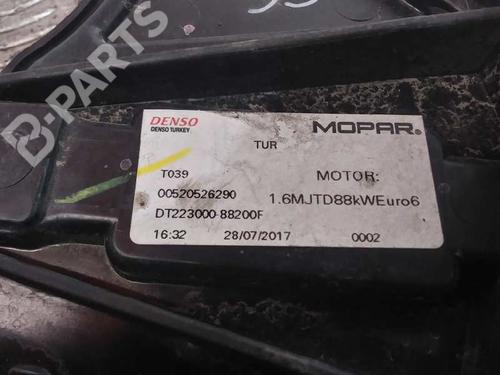 B-PARTS
DENSO
DENSO TURKEY
MOPAR®
TUR
T039
MOTOR:
00520526290
1.6MJTD88kWEuro6
DT223000-88200F
16:32
28/07/2017
0002